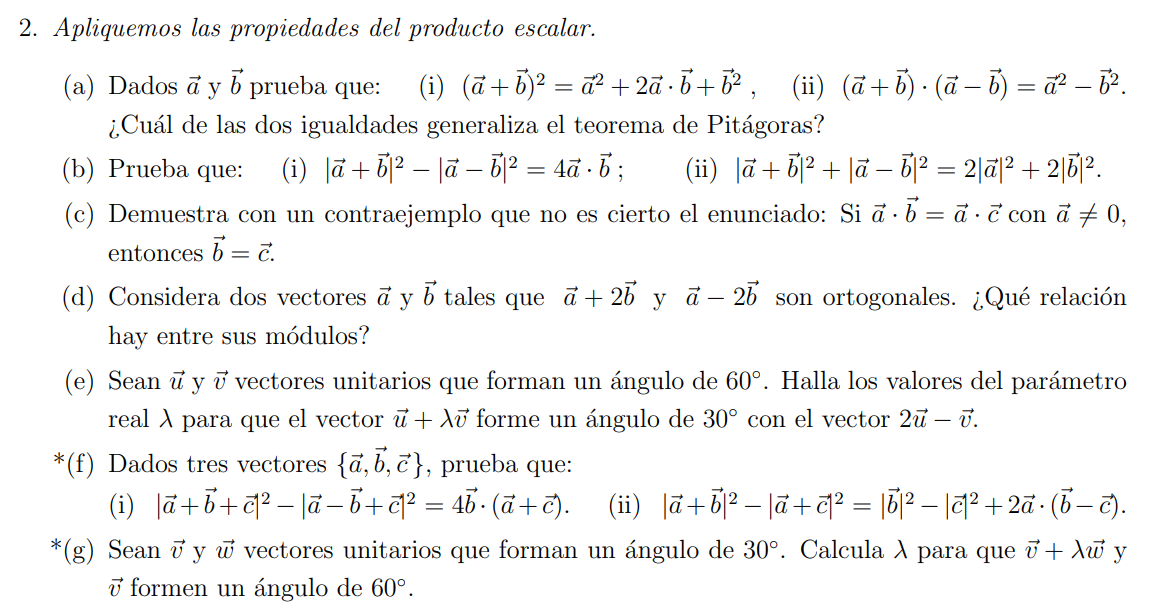 2. Apliquemos las propiedades del producto escalar.
(a) Dados $\vec{a}$ y $\vec{b}$ prueba que: (i) $(\vec{a}+\vec{b})^2 = \vec{a}^2 + 2\vec{a}\cdot\vec{b} + \vec{b}^2$ , (ii) $(\vec{a}+\vec{b})\cdot(\vec{a}-\vec{b}) = \vec{a}^2 - \vec{b}^2$.
¿Cuál de las dos igualdades generaliza el teorema de Pitágoras?
(b) Prueba que: (i) $|\vec{a}+\vec{b}|^2 - |\vec{a}-\vec{b}|^2 = 4\vec{a}\cdot\vec{b}$ ; (ii) $|\vec{a}+\vec{b}|^2 + |\vec{a}-\vec{b}|^2 = 2|\vec{a}|^2 + 2|\vec{b}|^2$.
(c) Demuestra con un contraejemplo que no es cierto el enunciado: Si $\vec{a}\cdot\vec{b} = \vec{a}\cdot\vec{c}$ con $\vec{a} \neq 0$,
entonces $\vec{b} = \vec{c}$.
(d) Considera dos vectores $\vec{a}$ y $\vec{b}$ tales que $\vec{a}+2\vec{b}$ y $\vec{a}-2\vec{b}$ son ortogonales. ¿Qué relación
hay entre sus módulos?
(e) Sean $\vec{u}$ y $\vec{v}$ vectores unitarios que forman un ángulo de 60°. Halla los valores del parámetro
real $\lambda$ para que el vector $\vec{u}+\lambda\vec{v}$ forme un ángulo de 30° con el vector $2\vec{u}-\vec{v}$.
*(f) Dados tres vectores $\{\vec{a},\vec{b},\vec{c}\}$, prueba que:
(i) $|\vec{a}+\vec{b}+\vec{c}|^2 - |\vec{a}-\vec{b}+\vec{c}|^2 = 4\vec{b}\cdot(\vec{a}+\vec{c})$. (ii) $|\vec{a}+\vec{b}|^2 - |\vec{a}+\vec{c}|^2 = |\vec{b}|^2 - |\vec{c}|^2 + 2\vec{a}\cdot(\vec{b}-\vec{c})$.
*(g) Sean $\vec{v}$ y $\vec{w}$ vectores unitarios que forman un ángulo de 30°. Calcula $\lambda$ para que $\vec{v}+\lambda\vec{w}$ y
$\vec{v}$ formen un ángulo de 60°.